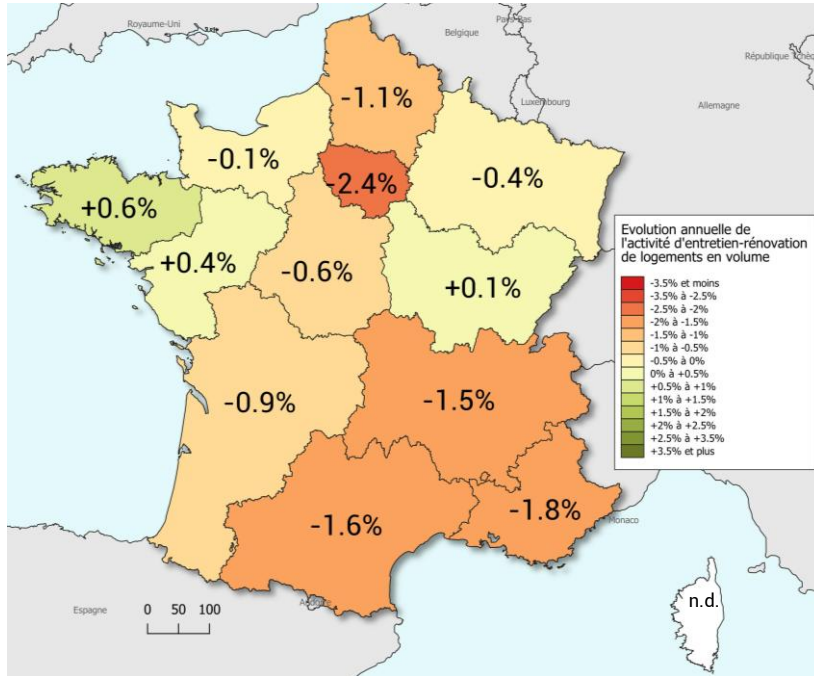 Royaume-Uni
Pays-Bas
Belgique
République Tchè
Luxembourg
Allemagne
-1.1%
-0.1%
-2.4%
-0.4%
+0.6%
+0.4%
-0.6%
+0.1%
-0.9%
-1.5%
-1.6%
-1.8%
Evolution annuelle de
l'activité d'entretien-rénovation
de logements en volume
-3.5% et moins
-3.5% à -2.5%
-2.5% à -2%
-2% à -1.5%
-1.5% à -1%
-1% à -0.5%
-0.5% à 0%
0% à +0.5%
+0.5% à +1%
+1% à +1.5%
+1.5% à +2%
+2% à +2.5%
+2.5% à +3.5%
+3.5% et plus
Monaco
n.d.
Andorre
Espagne
0 50 100